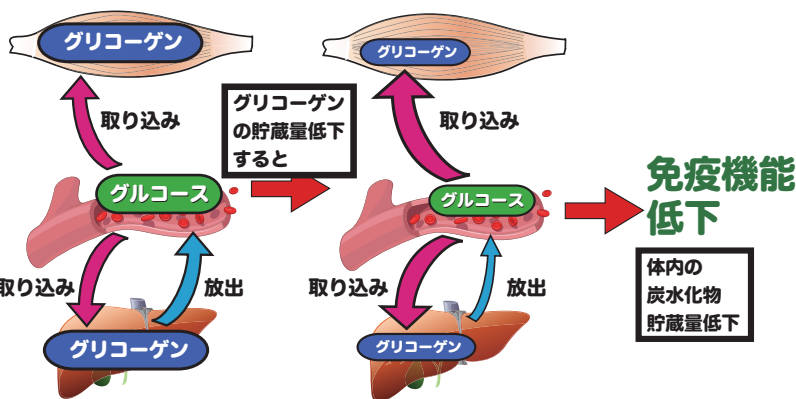 グリコーゲン
取り込み
グルコース
取り込み
放出
グリコーゲン
グリコーゲン
の貯蔵量低下
すると
グリコーゲン
取り込み
グルコース
取り込み
放出
グリコーゲン
免疫機能
低下
体内の
炭水化物
貯蔵量低下